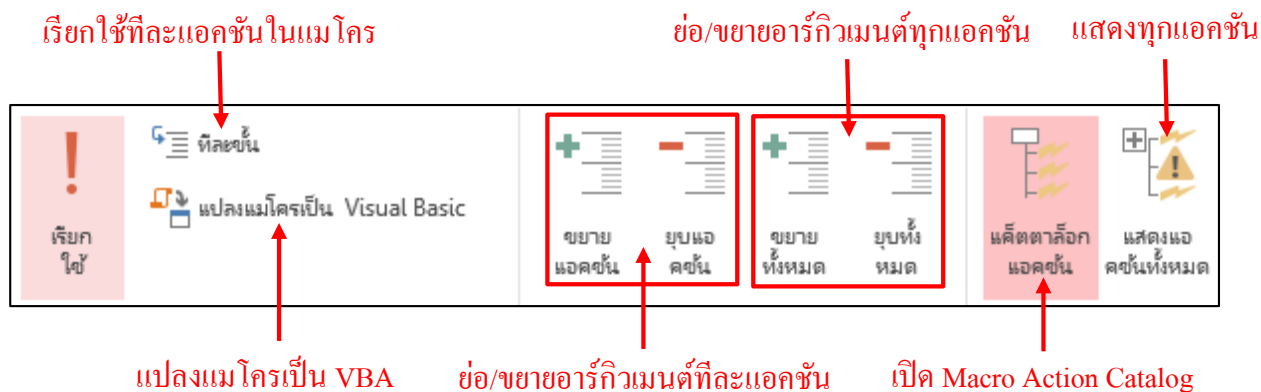 เรียกใช้ทีละแอคชันในแมโคร
ย่อ/ขยายอาร์กิวเมนต์ทุกแอคชัน
แสดงทุกแอคชัน
เรียก
ใช้
ทีละขั้น
แปลงแมโครเป็น Visual Basic
ขยาย
แอคชั่น
ยุบแอ
คชั่น
ขยาย
ทั้งหมด
ยุบทั้ง
หมด
แค็ตตาล็อก
แอคชั่น
แสดงแอ
คชั่นทั้งหมด
แปลงแมโครเป็น VBA
ย่อ/ขยายอาร์กิวเมนต์ทีละแอคชัน
เปิด Macro Action Catalog